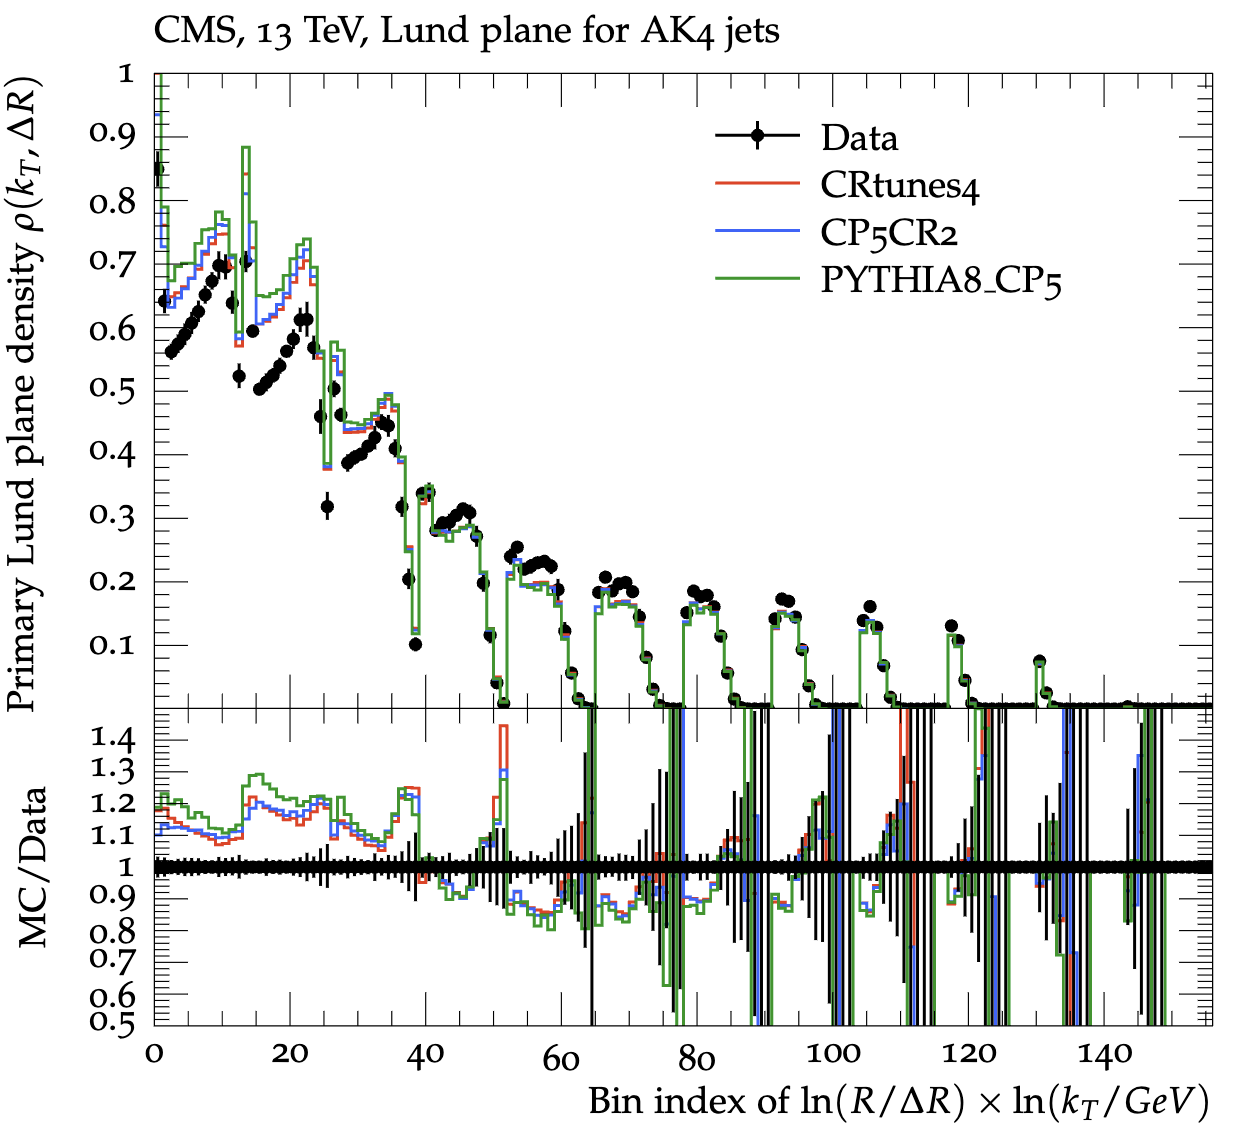 CMS, 13 TeV, Lund plane for AK4 jets
Primary Lund plane density ρ(k_T, ΔR)
1
0.9
0.8
0.7
0.6
0.5
0.4
0.3
0.2
0.1
Data
CRtunes4
CP5CR2
PYTHIA8_CP5
MC/Data
1.4
1.3
1.2
1.1
1
0.9
0.8
0.7
0.6
0.5
0 20 40 60 80 100 120 140
Bin index of ln(R/ΔR) × ln(k_T/GeV)